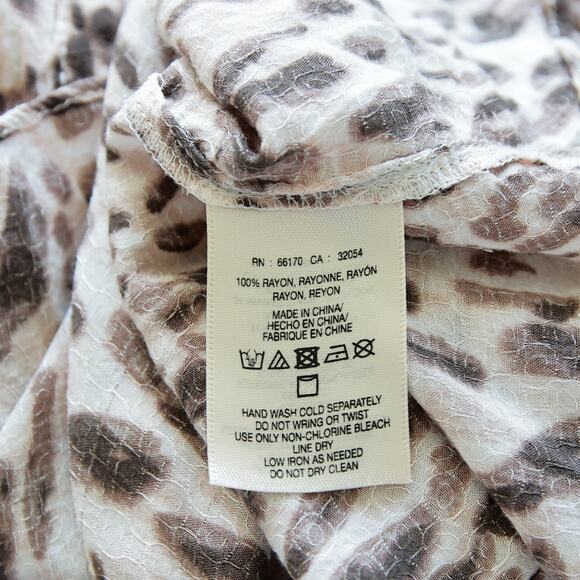 RN : 66170 CA : 32054
100% RAYON, RAYONNE, RAYÓN
RAYON, REYON
MADE IN CHINA/
HECHO EN CHINA/
FABRIQUE EN CHINE
HAND WASH COLD SEPARATELY
DO NOT WRING OR TWIST
USE ONLY NON-CHLORINE BLEACH
LINE DRY
LOW IRON AS NEEDED
DO NOT DRY CLEAN